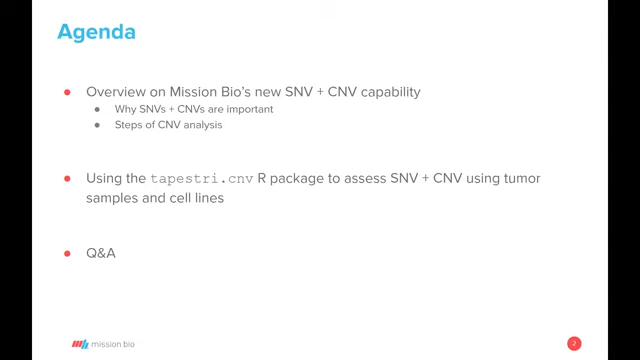 Agenda
● Overview on Mission Bio's new SNV + CNV capability
● Why SNVs + CNVs are important
● Steps of CNV analysis
● Using the tapestri.cnv R package to assess SNV + CNV using tumor
samples and cell lines
● Q&A
mission bio
2